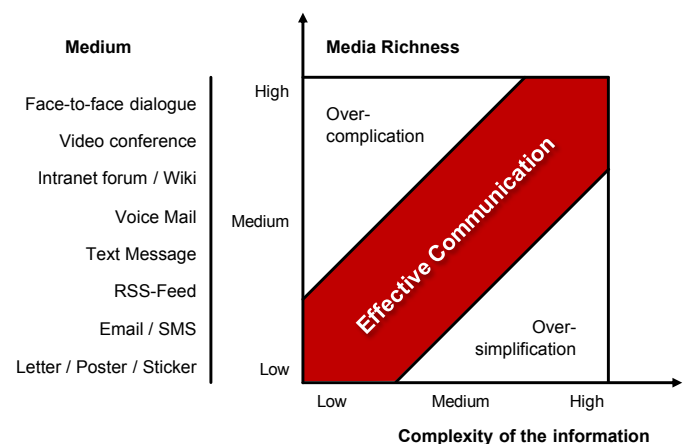 Medium
Media Richness
Face-to-face dialogue
Video conference
Intranet forum / Wiki
Voice Mail
Text Message
RSS-Feed
Email / SMS
Letter / Poster / Sticker
High
Medium
Low
Over-
complication
Effective Communication
Over-
simplification
Low
Medium
High
Complexity of the information